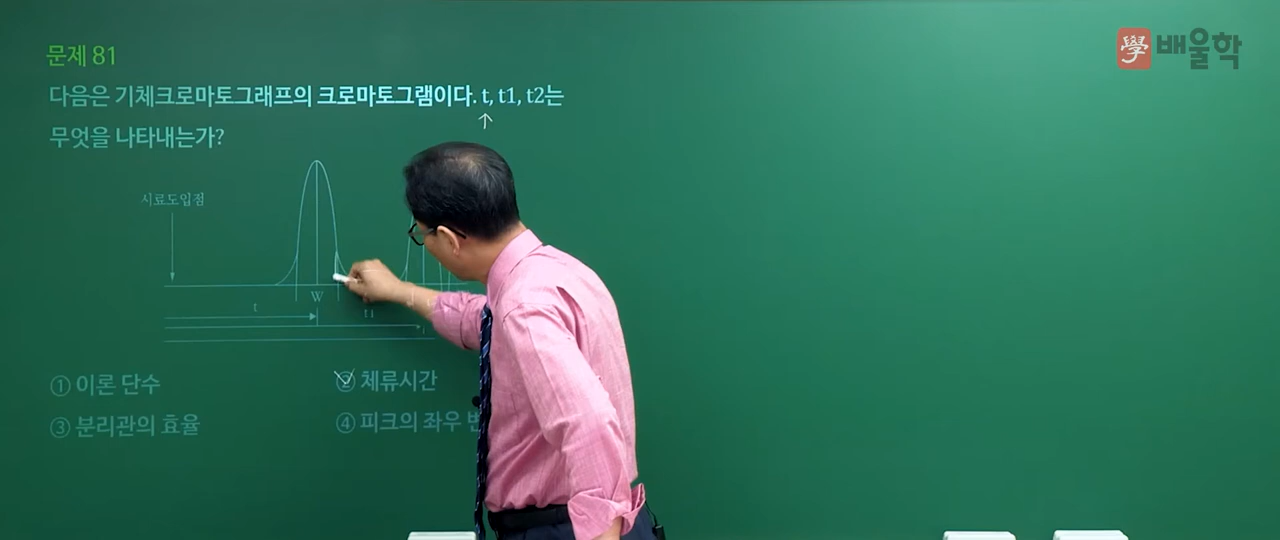 學 배울학
문제 81
다음은 기체크로마토그래프의 크로마토그램이다. t, t1, t2는
무엇을 나타내는가?
시료도입점
W
t
t1
① 이론 단수
② 체류시간
③ 분리관의 효율
④ 피크의 좌우